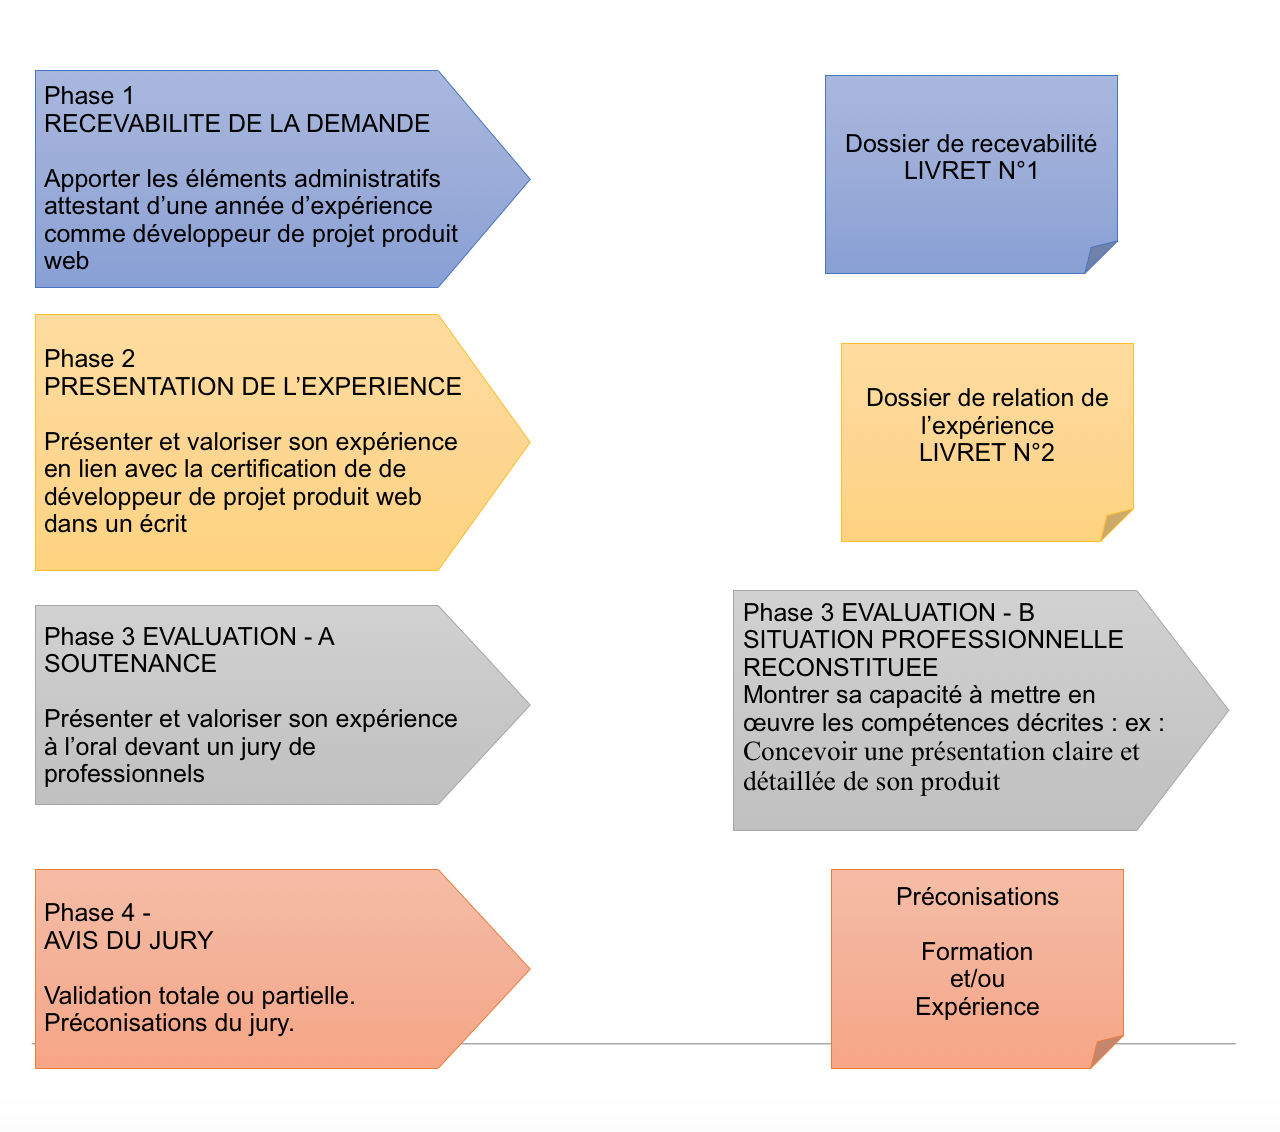 Phase 1
RECEVABILITE DE LA DEMANDE
Apporter les éléments administratifs
attestant d’une année d’expérience
comme développeur de projet produit
web
Dossier de recevabilité
LIVRET N°1
Phase 2
PRESENTATION DE L’EXPERIENCE
Présenter et valoriser son expérience
en lien avec la certification de de
développeur de projet produit web
dans un écrit
Dossier de relation de
l’expérience
LIVRET N°2
Phase 3 EVALUATION - A
SOUTENANCE
Présenter et valoriser son expérience
à l’oral devant un jury de
professionnels
Phase 3 EVALUATION - B
SITUATION PROFESSIONNELLE
RECONSTITUEE
Montrer sa capacité à mettre en
œuvre les compétences décrites : ex :
Concevoir une présentation claire et
détaillée de son produit
Phase 4 -
AVIS DU JURY
Validation totale ou partielle.
Préconisations du jury.
Préconisations
Formation
et/ou
Expérience